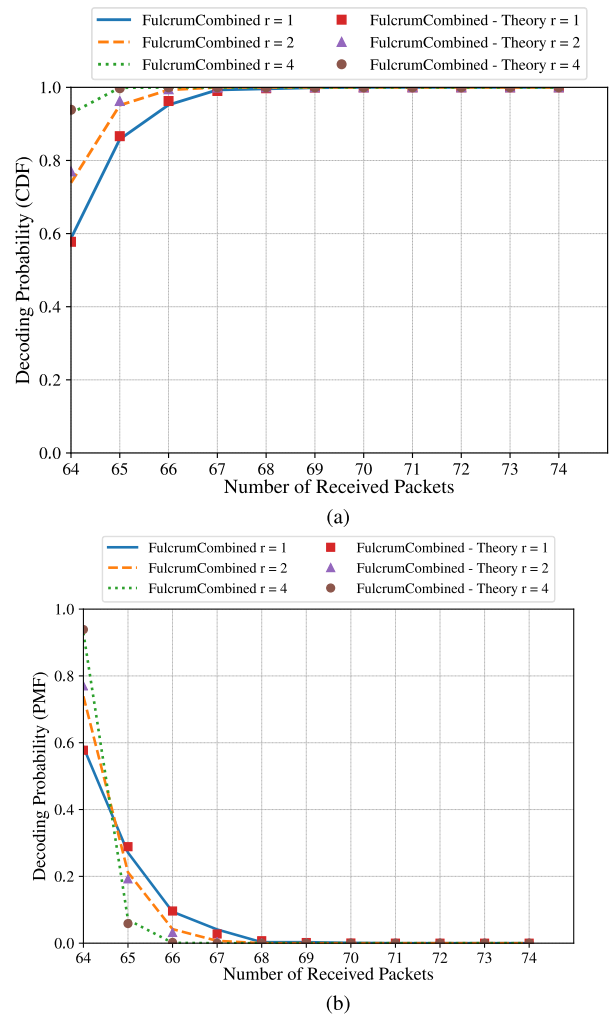 FulcrumCombined r = 1 FulcrumCombined - Theory r = 1
FulcrumCombined r = 2 FulcrumCombined - Theory r = 2
FulcrumCombined r = 4 FulcrumCombined - Theory r = 4
1.0
0.8
0.6
0.4
0.2
0.0
Decoding Probability (CDF)
64 65 66 67 68 69 70 71 72 73 74
Number of Received Packets
(a)
FulcrumCombined r = 1 FulcrumCombined - Theory r = 1
FulcrumCombined r = 2 FulcrumCombined - Theory r = 2
FulcrumCombined r = 4 FulcrumCombined - Theory r = 4
1.0
0.8
0.6
0.4
0.2
0.0
Decoding Probability (PMF)
64 65 66 67 68 69 70 71 72 73 74
Number of Received Packets
(b)